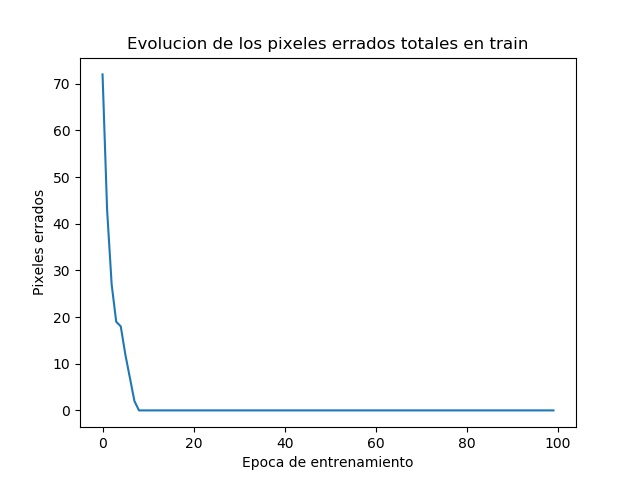 Evolucion de los pixeles errados totales en train
70
60
50
40
30
20
10
0
Pixeles errados
0 20 40 60 80 100
Epoca de entrenamiento